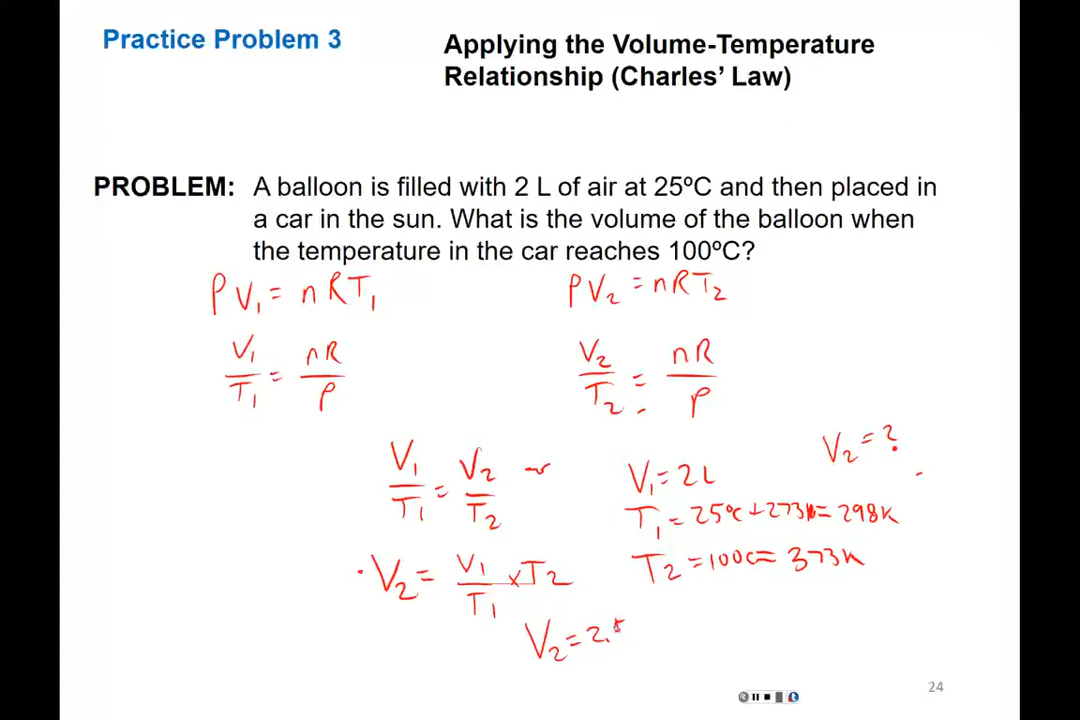 Practice Problem 3
Applying the Volume-Temperature
Relationship (Charles' Law)
PROBLEM: A balloon is filled with 2 L of air at 25ºC and then placed in
a car in the sun. What is the volume of the balloon when
the temperature in the car reaches 100ºC?
PV₁ = nRT₁
PV₂ = nRT₂
V₁/T₁ = nR/P
V₂/T₂ = nR/P
V₁/T₁ = V₂/T₂
V₂ = ?
V₁ = 2L
T₁ = 25°C + 273K = 298K
T₂ = 100C = 373K
V₂ = V₁/T₁ × T₂
V₂ = 2.
24